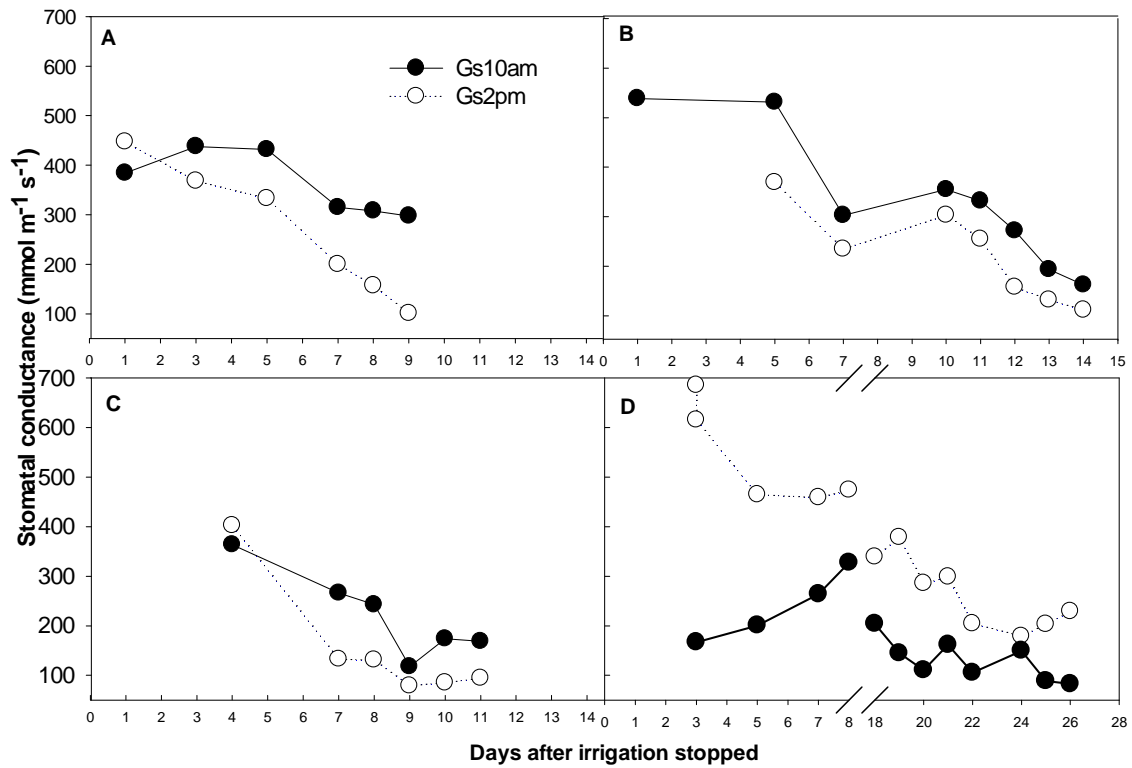 Stomatal conductance (mmol m-1 s-1)
700
600
500
400
300
200
100
A
Gs10am
Gs2pm
B
0 1 2 3 4 5 6 7 8 9 10 11 12 13 14
0 1 2 3 4 5 6 7 8 9 10 11 12 13 14 15
700
600
500
400
300
200
100
C
D
0 1 2 3 4 5 6 7 8 9 10 11 12 13 14
0 1 2 3 4 5 6 7 8 18 20 22 24 26 28
Days after irrigation stopped